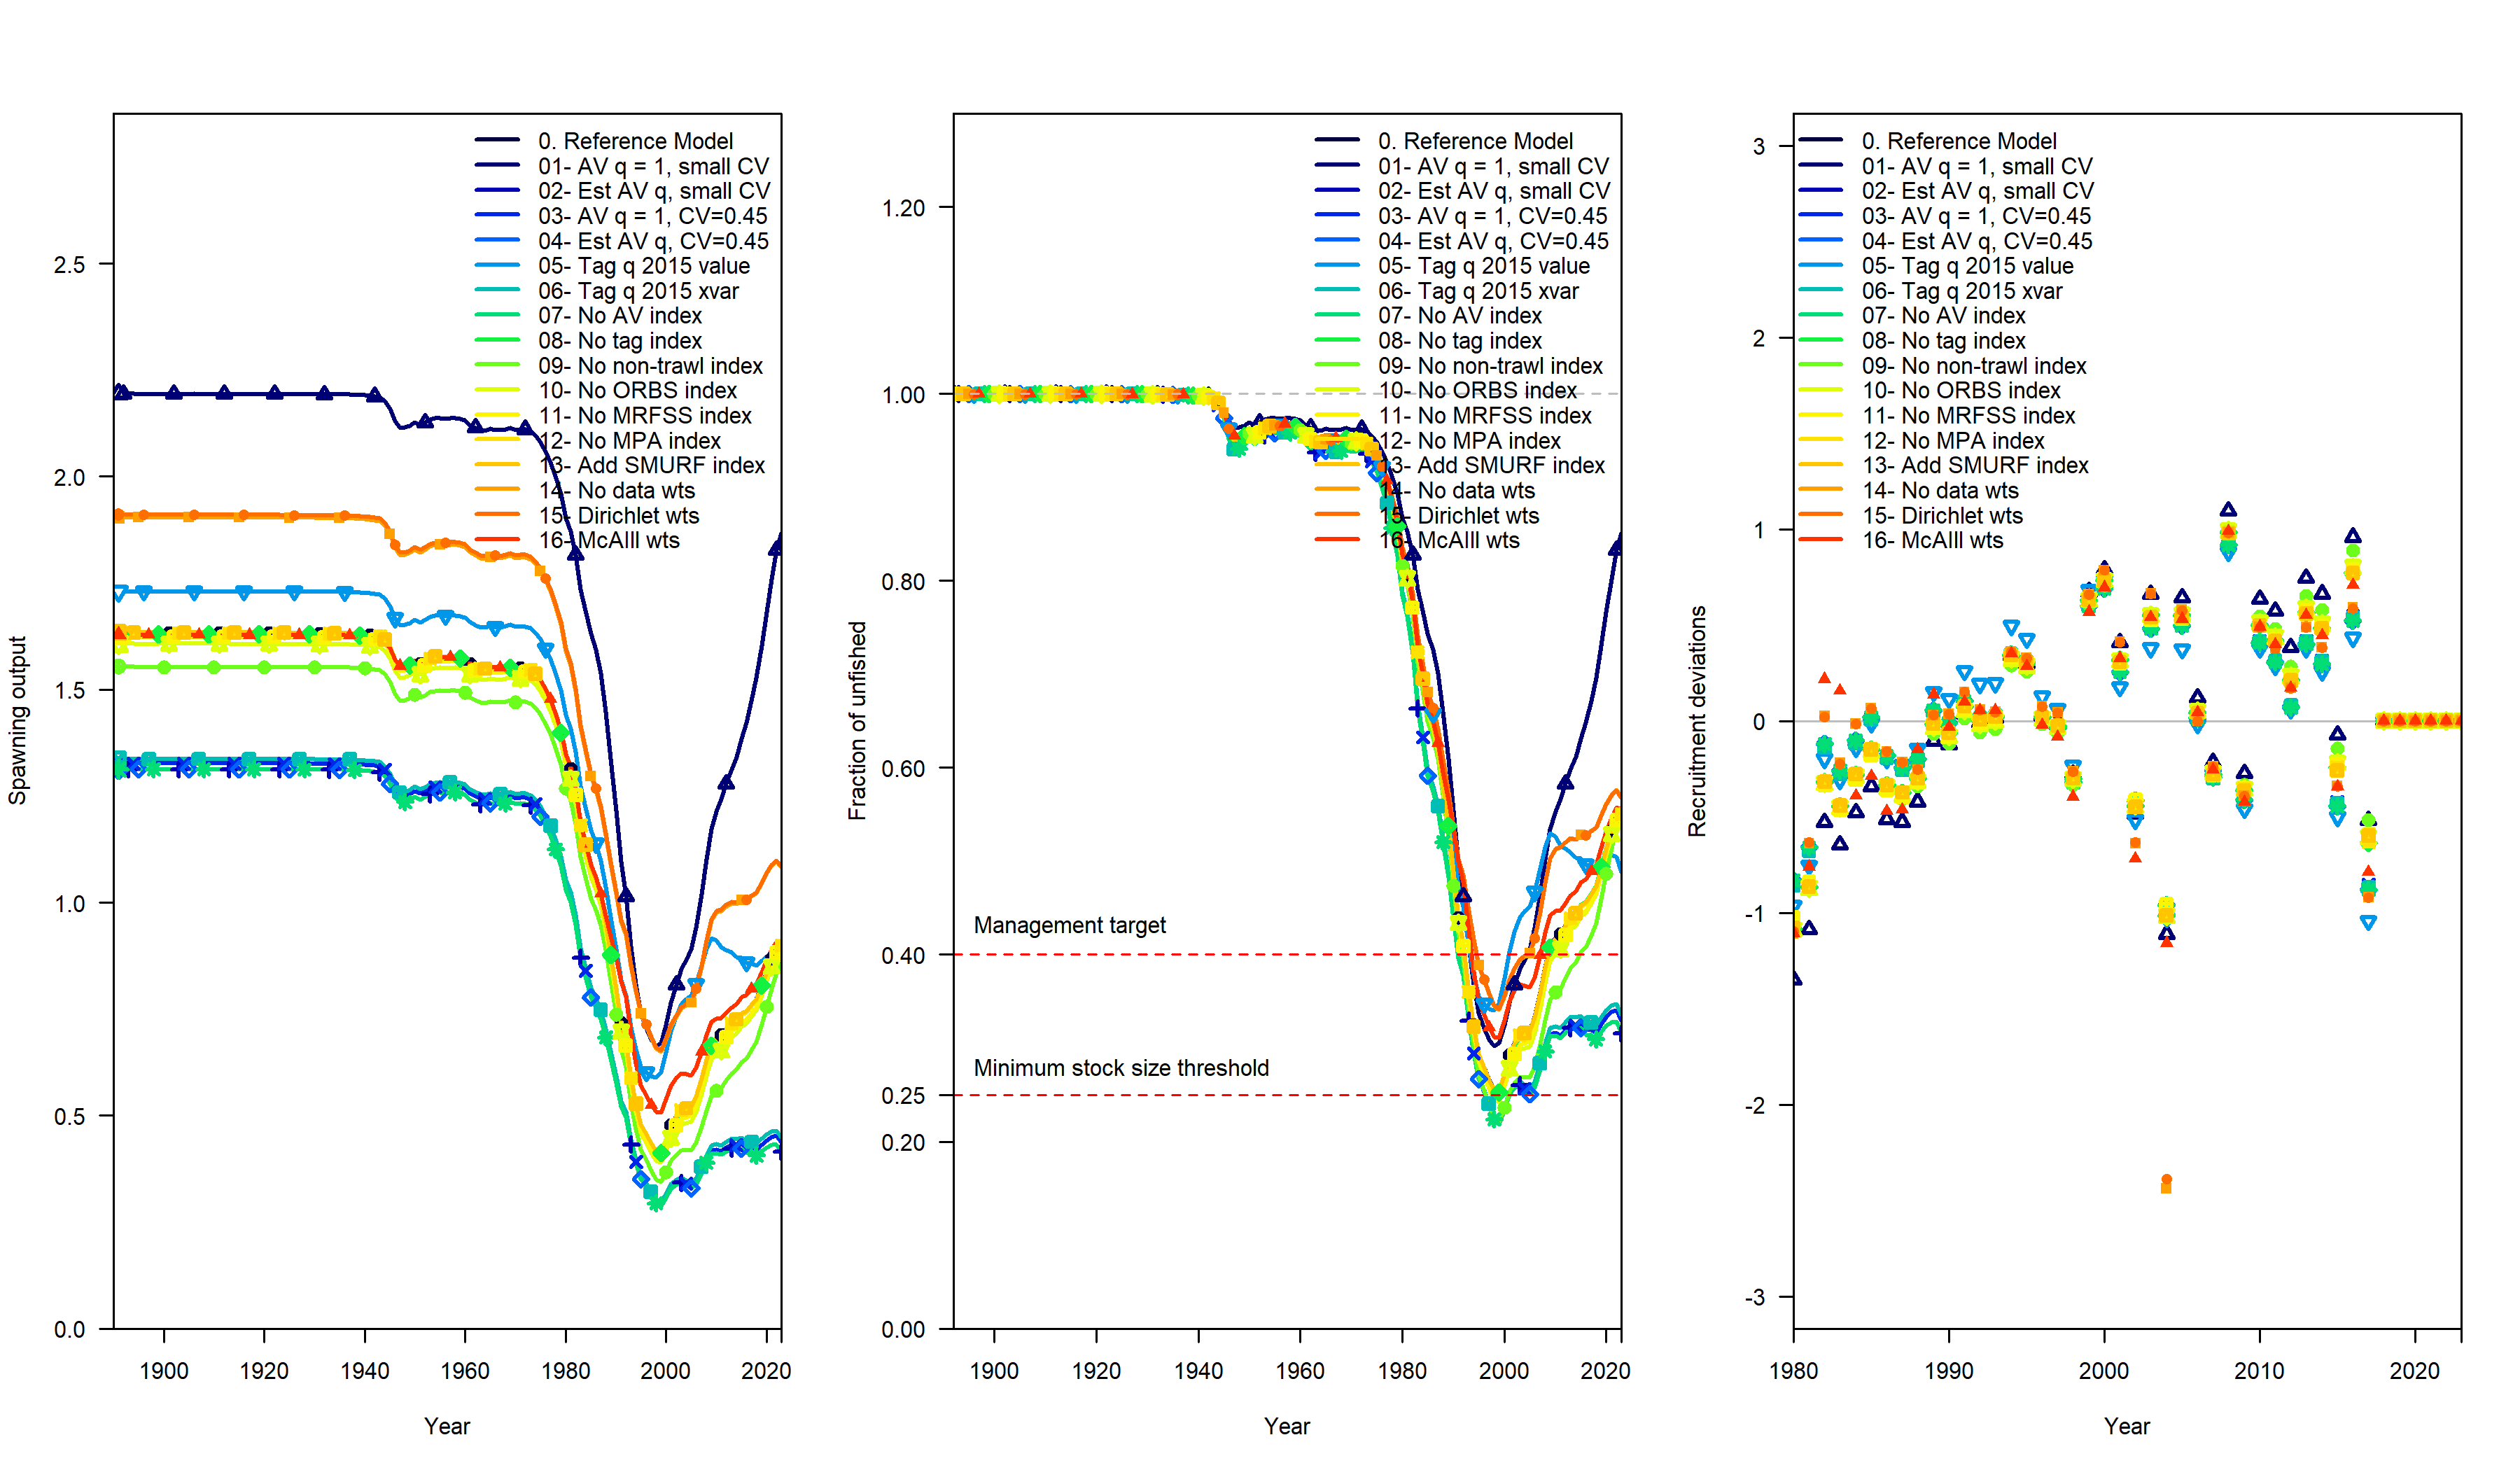 Spawning output
2.5
2.0
1.5
1.0
0.5
0.0
0. Reference Model
01- AV q = 1, small CV
02- Est AV q, small CV
03- AV q = 1, CV=0.45
04- Est AV q, CV=0.45
05- Tag q 2015 value
06- Tag q 2015 xvar
07- No AV index
08- No tag index
09- No non-trawl index
10- No ORBS index
11- No MRFSS index
12- No MPA index
13- Add SMURF index
14- No data wts
15- Dirichlet wts
16- McAlll wts
1900 1920 1940 1960 1980 2000 2020
Year
Fraction of unfished
1.20
1.00
0.80
0.60
0.40
0.25
0.20
0.00
0. Reference Model
01- AV q = 1, small CV
02- Est AV q, small CV
03- AV q = 1, CV=0.45
04- Est AV q, CV=0.45
05- Tag q 2015 value
06- Tag q 2015 xvar
07- No AV index
08- No tag index
09- No non-trawl index
10- No ORBS index
11- No MRFSS index
12- No MPA index
13- Add SMURF index
14- No data wts
15- Dirichlet wts
16- McAlll wts
Management target
Minimum stock size threshold
1900 1920 1940 1960 1980 2000 2020
Year
Recruitment deviations
3
2
1
0
-1
-2
-3
0. Reference Model
01- AV q = 1, small CV
02- Est AV q, small CV
03- AV q = 1, CV=0.45
04- Est AV q, CV=0.45
05- Tag q 2015 value
06- Tag q 2015 xvar
07- No AV index
08- No tag index
09- No non-trawl index
10- No ORBS index
11- No MRFSS index
12- No MPA index
13- Add SMURF index
14- No data wts
15- Dirichlet wts
16- McAlll wts
1980 1990 2000 2010 2020
Year